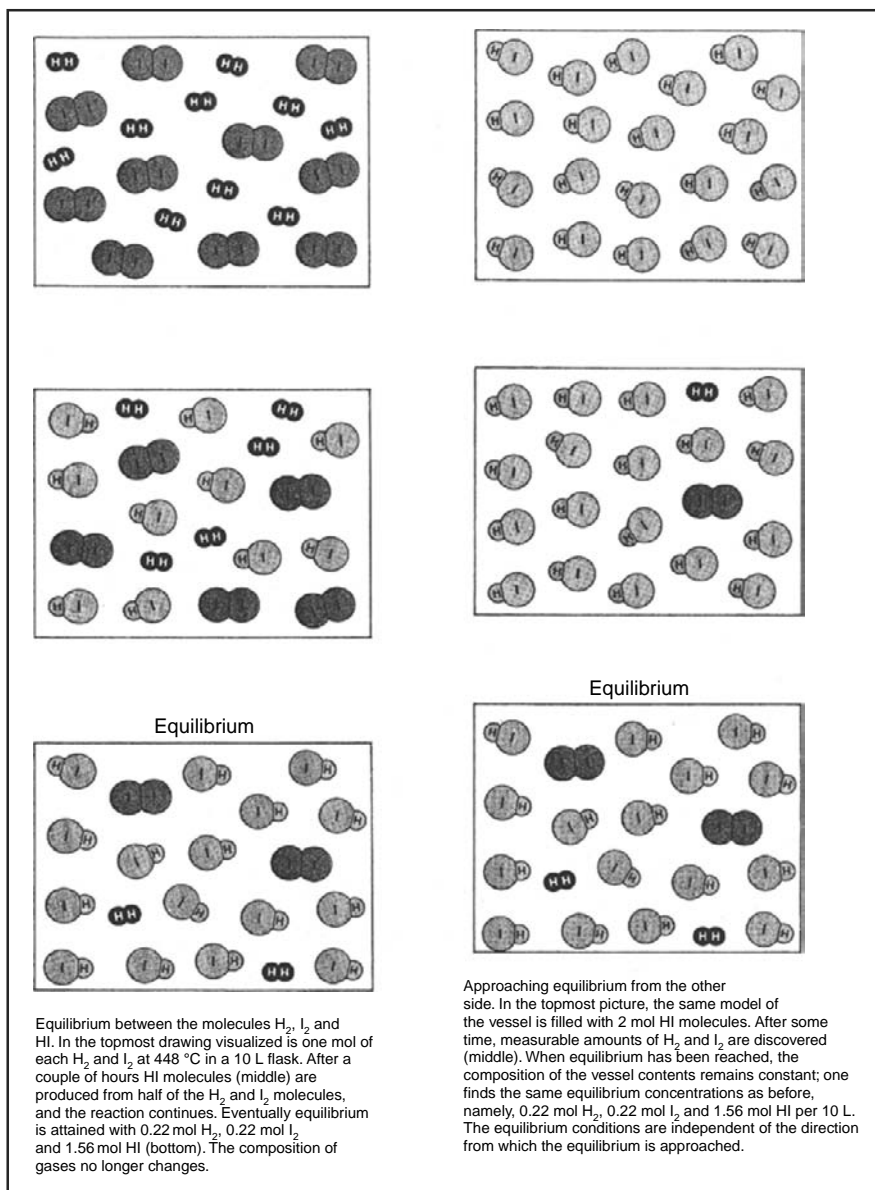 Equilibrium
Equilibrium between the molecules H₂, I₂ and
HI. In the topmost drawing visualized is one mol of
each H₂ and I₂ at 448 °C in a 10 L flask. After a
couple of hours HI molecules (middle) are
produced from half of the H₂ and I₂ molecules,
and the reaction continues. Eventually equilibrium
is attained with 0.22 mol H₂, 0.22 mol I₂
and 1.56 mol HI (bottom). The composition of
gases no longer changes.
Equilibrium
Approaching equilibrium from the other
side. In the topmost picture, the same model of
the vessel is filled with 2 mol HI molecules. After some
time, measurable amounts of H₂ and I₂ are discovered
(middle). When equilibrium has been reached, the
composition of the vessel contents remains constant; one
finds the same equilibrium concentrations as before,
namely, 0.22 mol H₂, 0.22 mol I₂ and 1.56 mol HI per 10 L.
The equilibrium conditions are independent of the direction
from which the equilibrium is approached.